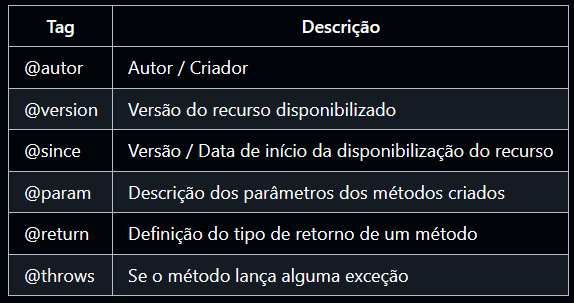 Tag Descrição
@autor Autor / Criador
@version Versão do recurso disponibilizado
@since Versão / Data de início da disponibilização do recurso
@param Descrição dos parâmetros dos métodos criados
@return Definição do tipo de retorno de um método
@throws Se o método lança alguma exceção